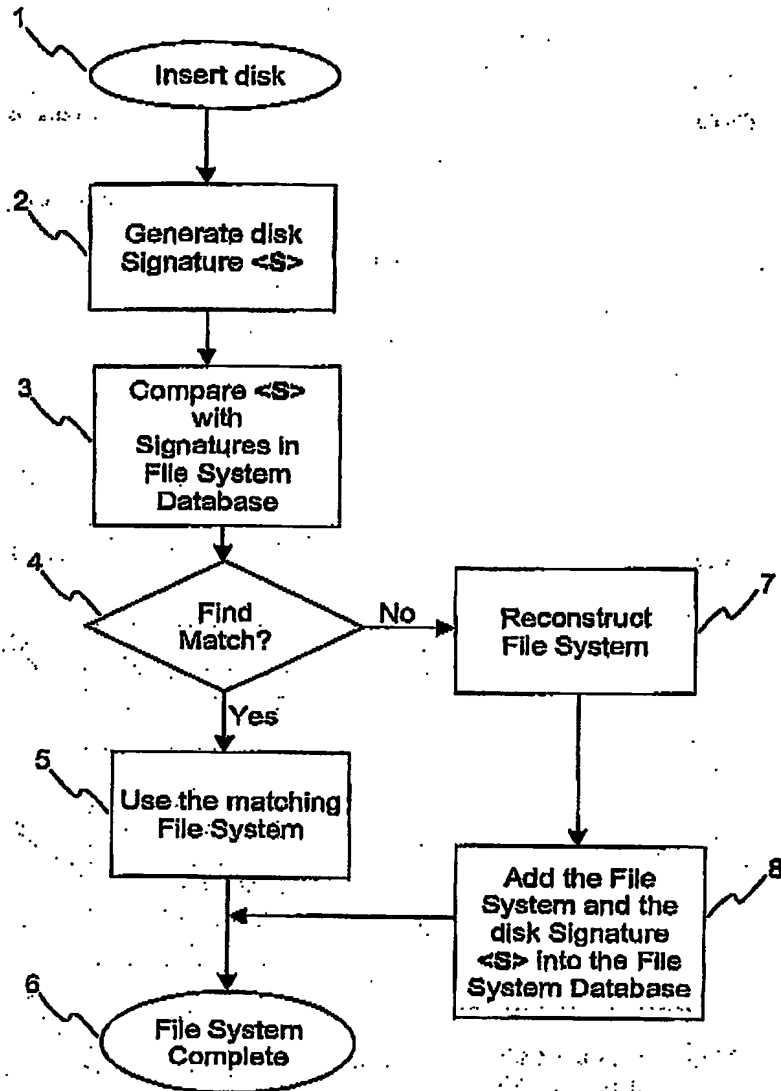 1
Insert disk
2
Generate disk
Signature <S>
3
Compare <S>
with
Signatures in
File System
Database
4
Find
Match?
No
Yes
7
Reconstruct
File System
5
Use the matching
File System
8
Add the File
System and the
disk Signature
<S> into the File
System Database
6
File System
Complete